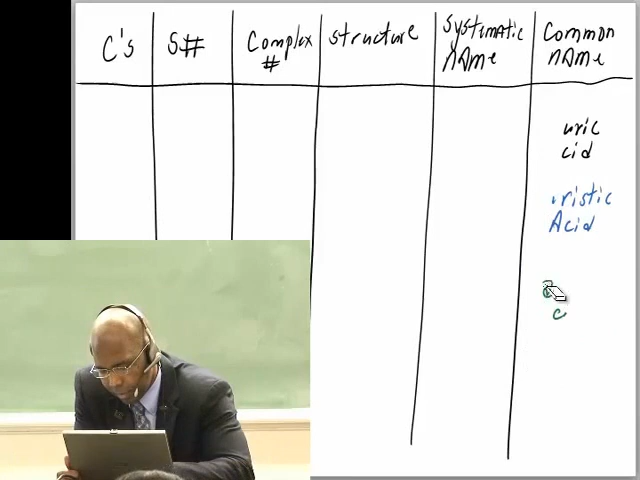 C's
S#
Complex
#
structure
Systematic
NAme
Common
NAme
uric
cid
ristic
Acid
c